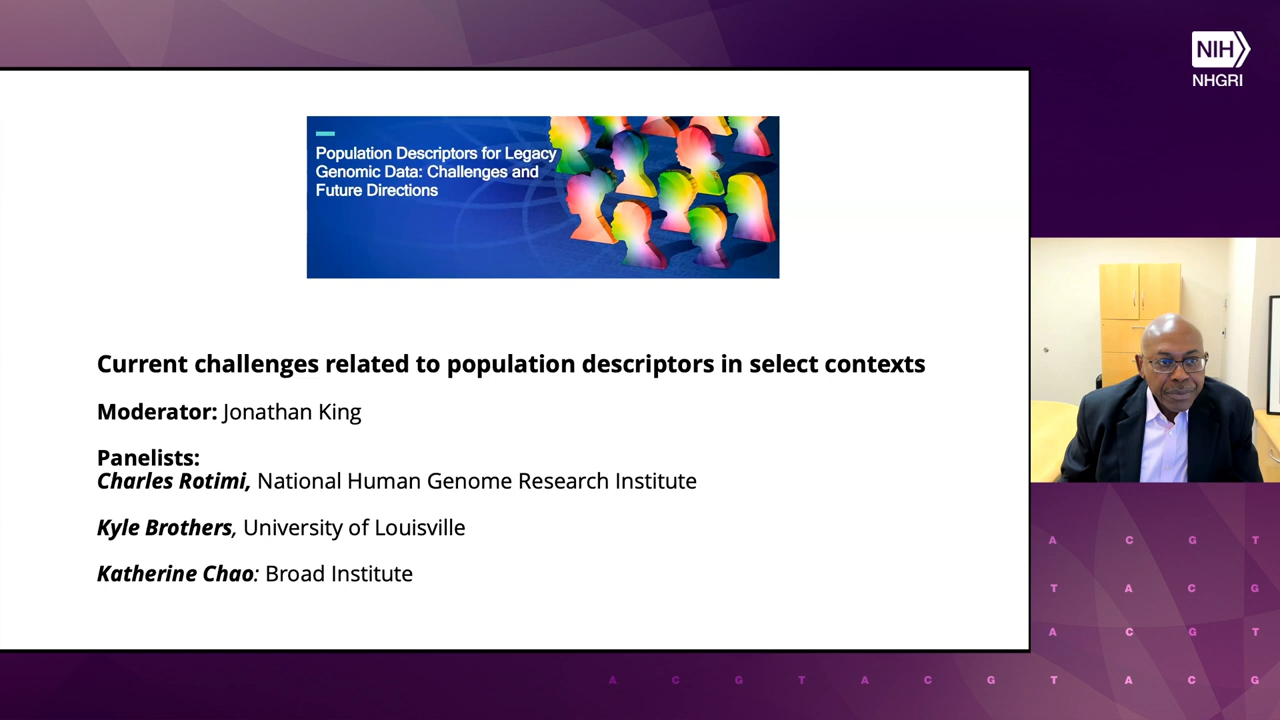 NIH
NHGRI
Population Descriptors for Legacy
Genomic Data: Challenges and
Future Directions
Current challenges related to population descriptors in select contexts
Moderator: Jonathan King
Panelists:
Charles Rotimi, National Human Genome Research Institute
Kyle Brothers, University of Louisville
Katherine Chao: Broad Institute
A C G T
T A C G
A C G T
A C G T A C G T A C G